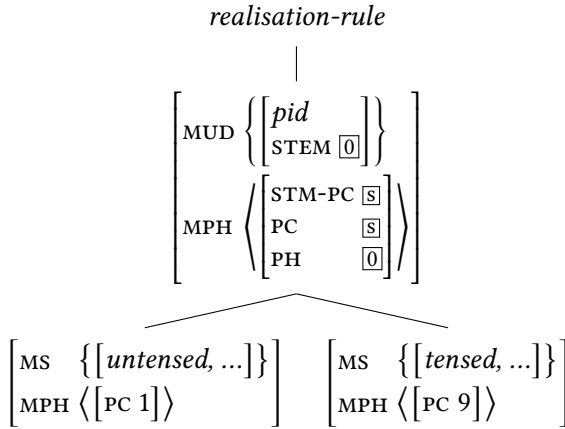 realisation-rule
MUD {[pid
STEM 0]}
MPH ⟨[STM-PC s
PC s
PH 0]⟩
[MS {[untensed, ...]} [MS {[tensed, ...]}
MPH ⟨[PC 1]⟩] MPH ⟨[PC 9]⟩]